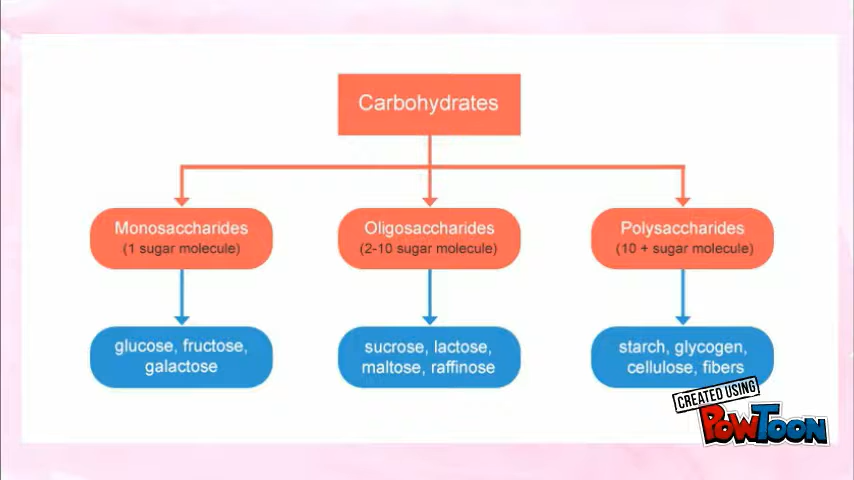 Carbohydrates
Monosaccharides
(1 sugar molecule)
Oligosaccharides
(2-10 sugar molecule)
Polysaccharides
(10 + sugar molecule)
glucose, fructose,
galactose
sucrose, lactose,
maltose, raffinose
starch, glycogen,
cellulose, fibers
CREATED USING
POWTOON